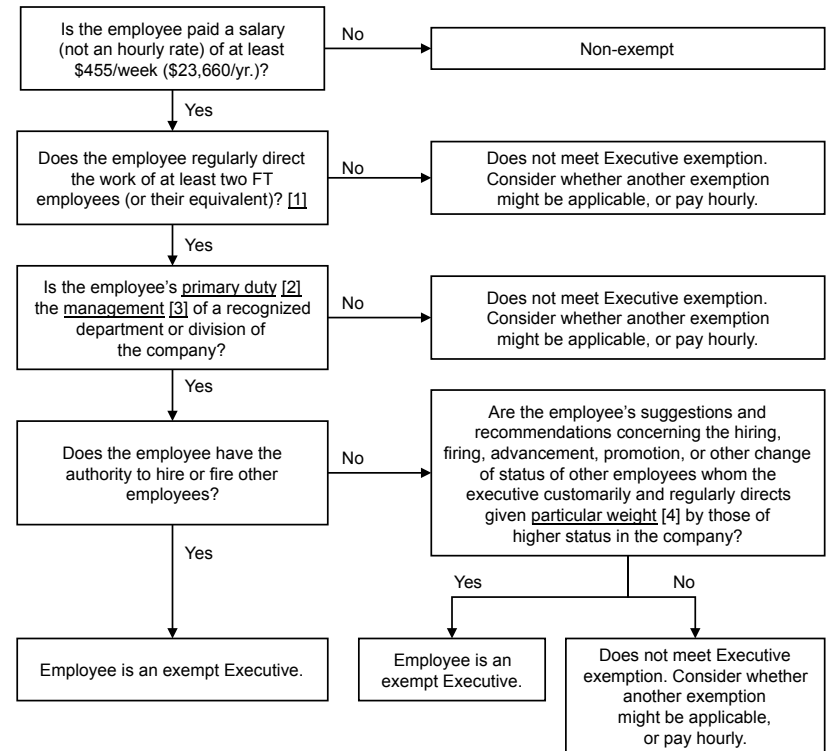 Is the employee paid a salary
(not an hourly rate) of at least
$455/week ($23,660/yr.)?
No
Non-exempt
Yes
Does the employee regularly direct
the work of at least two FT
employees (or their equivalent)? [1]
No
Does not meet Executive exemption.
Consider whether another exemption
might be applicable, or pay hourly.
Yes
Is the employee’s primary duty [2]
the management [3] of a recognized
department or division of
the company?
No
Does not meet Executive exemption.
Consider whether another exemption
might be applicable, or pay hourly.
Yes
Does the employee have the
authority to hire or fire other
employees?
No
Are the employee’s suggestions and
recommendations concerning the hiring,
firing, advancement, promotion, or other change
of status of other employees whom the
executive customarily and regularly directs
given particular weight [4] by those of
higher status in the company?
Yes
Yes
No
Employee is an exempt Executive.
Employee is an
exempt Executive.
Does not meet Executive
exemption. Consider whether
another exemption
might be applicable,
or pay hourly.